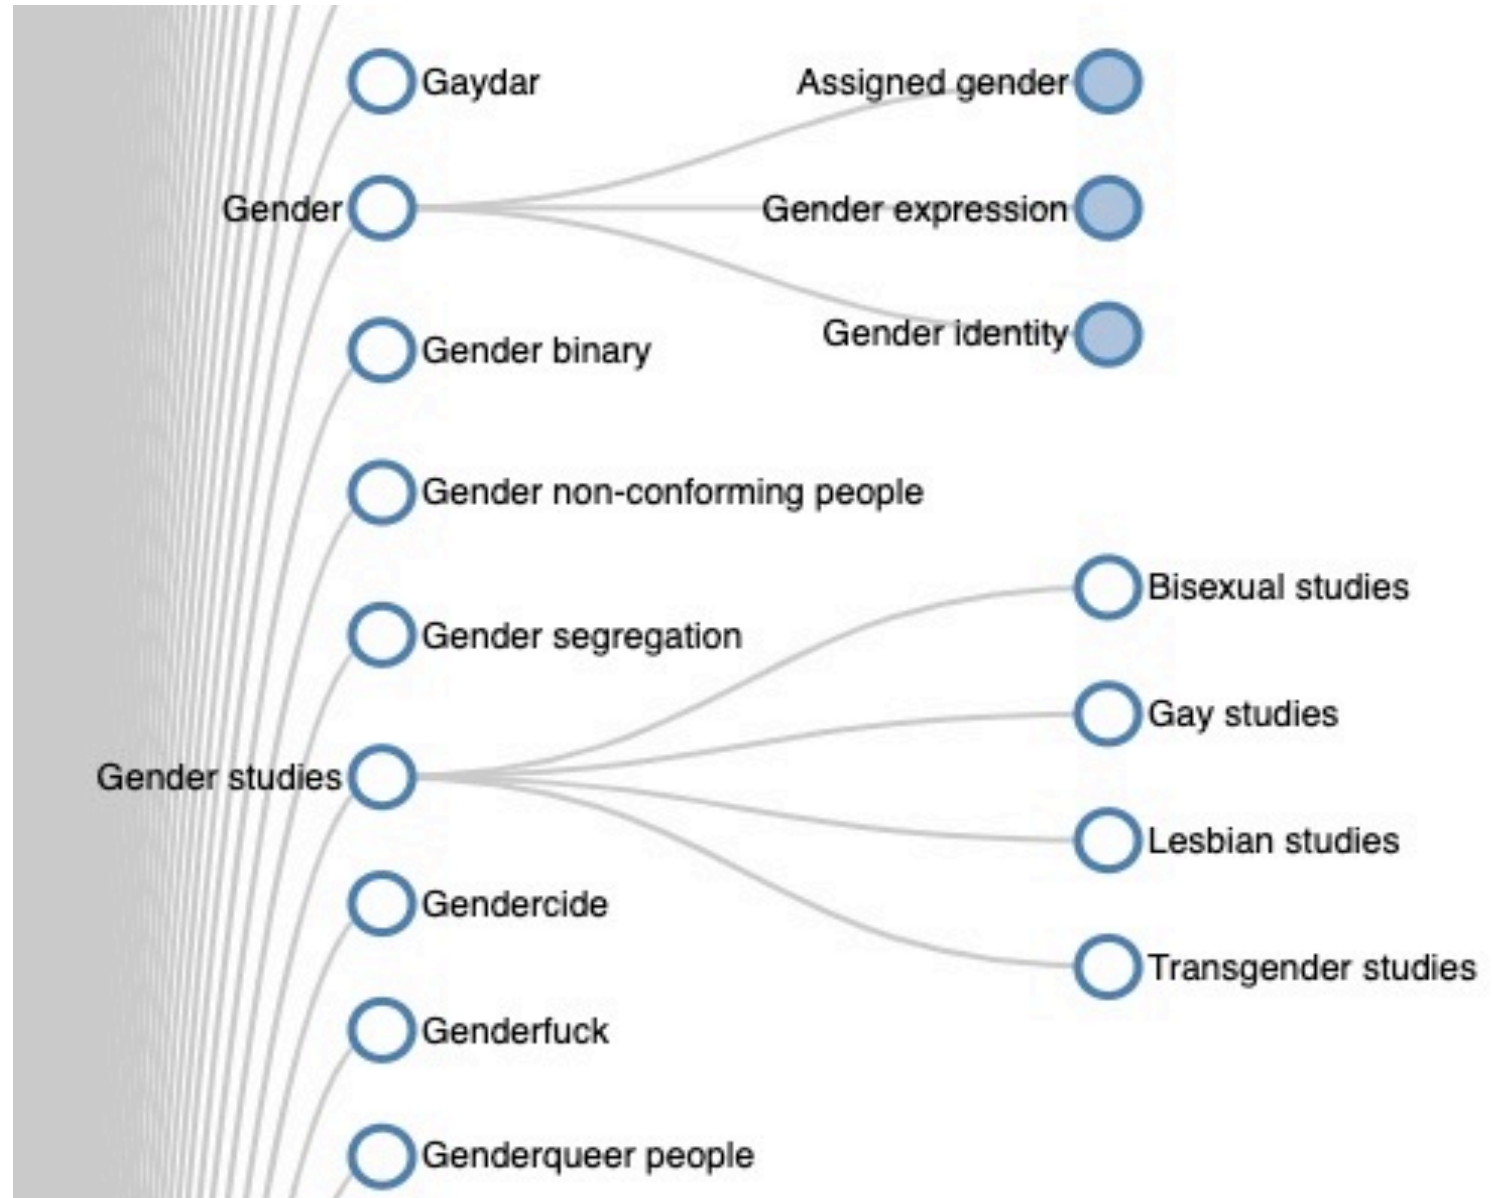 Gaydar
Assigned gender
Gender
Gender expression
Gender identity
Gender binary
Gender non-conforming people
Bisexual studies
Gender segregation
Gay studies
Gender studies
Lesbian studies
Gendercide
Transgender studies
Genderfuck
Genderqueer people